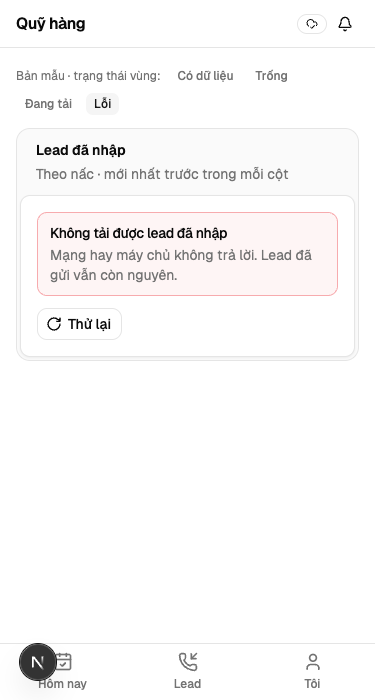 Quỹ hàng
Bản mẫu · trạng thái vùng: Có dữ liệu Trống
Đang tải Lỗi
Lead đã nhập
Theo nấc · mới nhất trước trong mỗi cột
Không tải được lead đã nhập
Mạng hay máy chủ không trả lời. Lead đã
gửi vẫn còn nguyên.
Thử lại
N
Hôm nay Lead Tôi